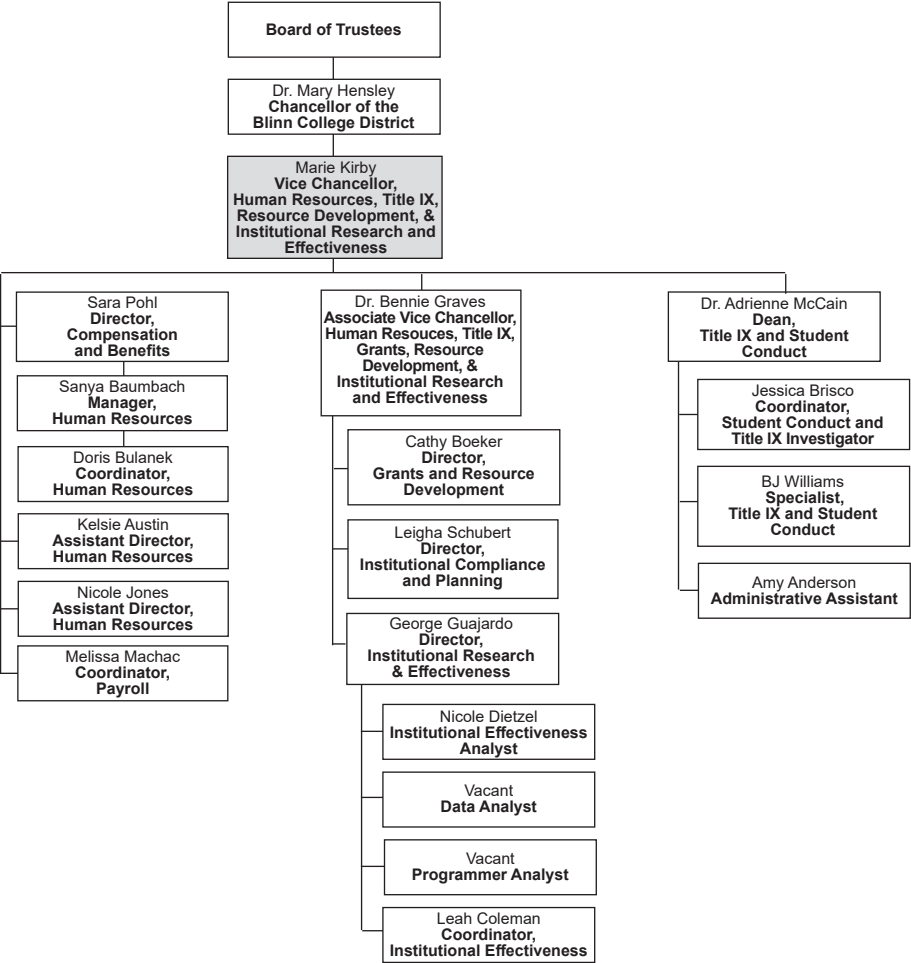 Board of Trustees
Dr. Mary Hensley
Chancellor of the
Blinn College District
Marie Kirby
Vice Chancellor,
Human Resources, Title IX,
Resource Development, &
Institutional Research and
Effectiveness
Sara Pohl
Director,
Compensation
and Benefits
Sanya Baumbach
Manager,
Human Resources
Doris Bulanek
Coordinator,
Human Resources
Kelsie Austin
Assistant Director,
Human Resources
Nicole Jones
Assistant Director,
Human Resources
Melissa Machac
Coordinator,
Payroll
Dr. Bennie Graves
Associate Vice Chancellor,
Human Resouces, Title IX,
Grants, Resource
Development, &
Institutional Research
and Effectiveness
Cathy Boeker
Director,
Grants and Resource
Development
Leigha Schubert
Director,
Institutional Compliance
and Planning
George Guajardo
Director,
Institutional Research
& Effectiveness
Nicole Dietzel
Institutional Effectiveness
Analyst
Vacant
Data Analyst
Vacant
Programmer Analyst
Leah Coleman
Coordinator,
Institutional Effectiveness
Dr. Adrienne McCain
Dean,
Title IX and Student
Conduct
Jessica Brisco
Coordinator,
Student Conduct and
Title IX Investigator
BJ Williams
Specialist,
Title IX and Student
Conduct
Amy Anderson
Administrative Assistant